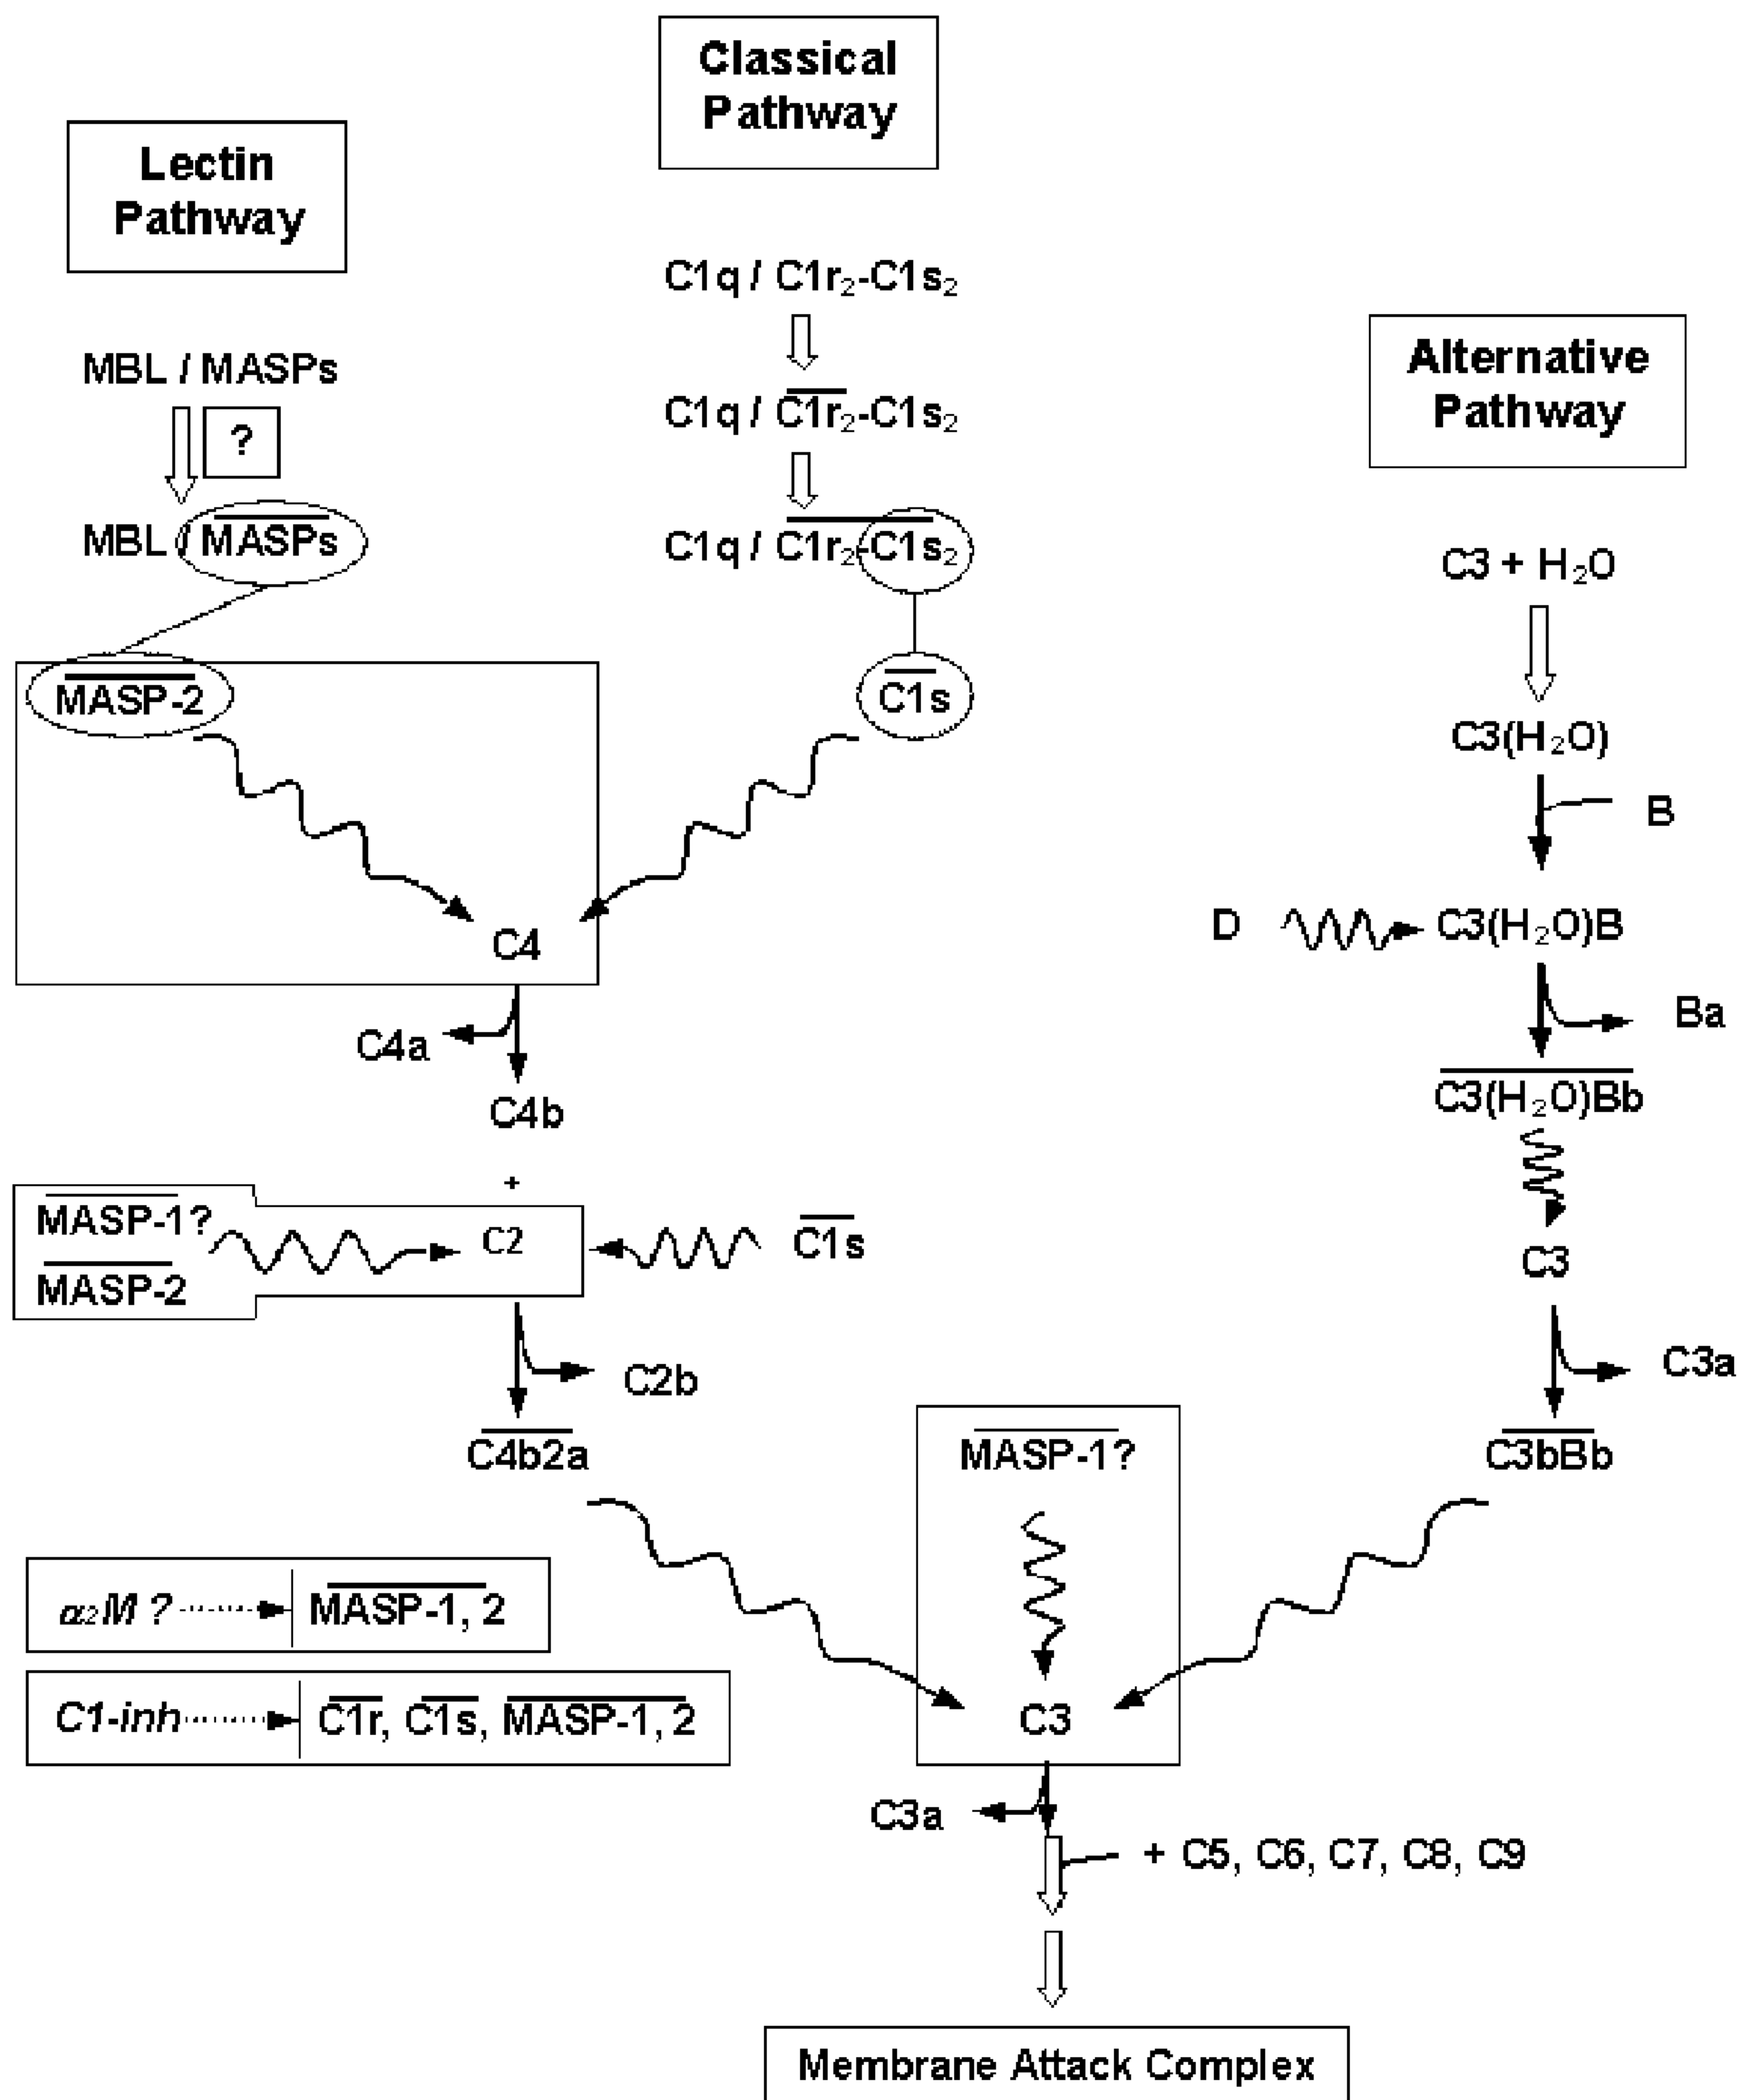 Classical
Pathway
Lectin
Pathway
C1q / C1r₂-C1s₂
MBL / MASPs
?
C1q / C1r₂-C1s₂
Alternative
Pathway
MBL / MASPs
C1q / C1r₂-C1s₂
C3 + H₂O
MASP-2
C1s
C3(H₂O)
B
C4
D
C3(H₂O)B
C4a
Ba
C4b
C3(H₂O)Bb
+
MASP-1?
MASP-2
C2
C1s
C3
C2b
C3a
C4b2a
MASP-1?
C3bBb
α₂M ?
MASP-1, 2
C1-inh
C1r, C1s, MASP-1, 2
C3
C3a
+ C5, C6, C7, C8, C9
Membrane Attack Complex